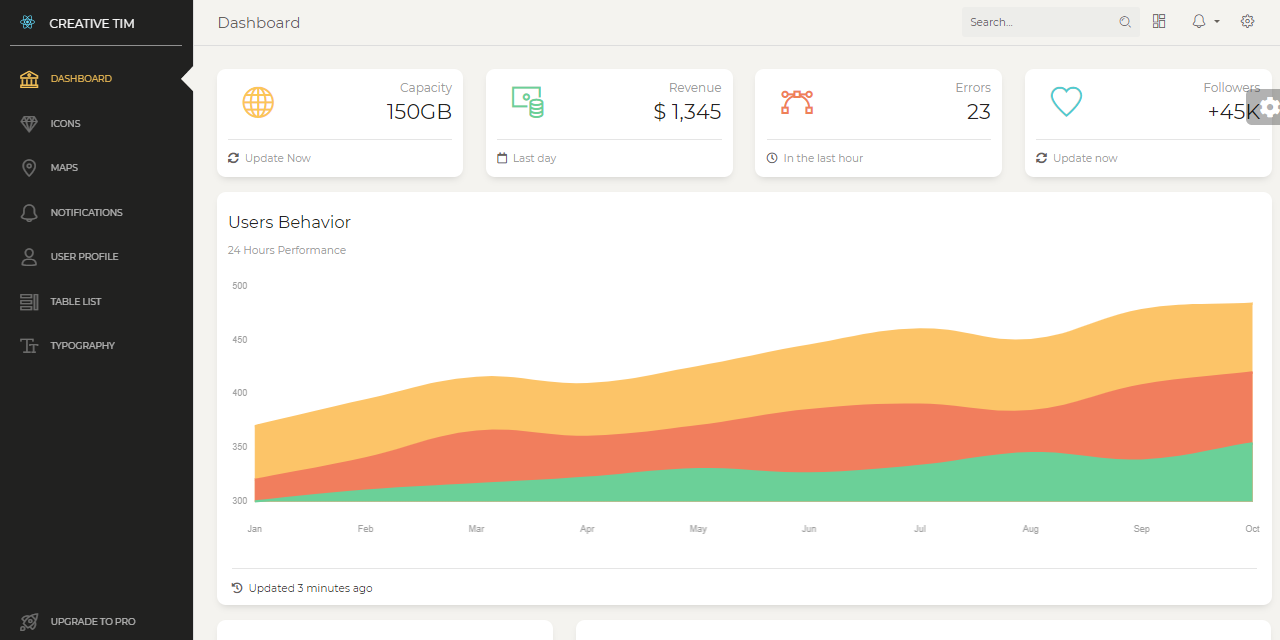 CREATIVE TIM
DASHBOARD
ICONS
MAPS
NOTIFICATIONS
USER PROFILE
TABLE LIST
TYPOGRAPHY
UPGRADE TO PRO
Dashboard
Search...
Capacity
150GB
Update Now
Revenue
$ 1,345
Last day
Errors
23
In the last hour
Followers
+45K
Update now
Users Behavior
24 Hours Performance
500
450
400
350
300
Jan Feb Mar Apr May Jun Jul Aug Sep Oct
Updated 3 minutes ago